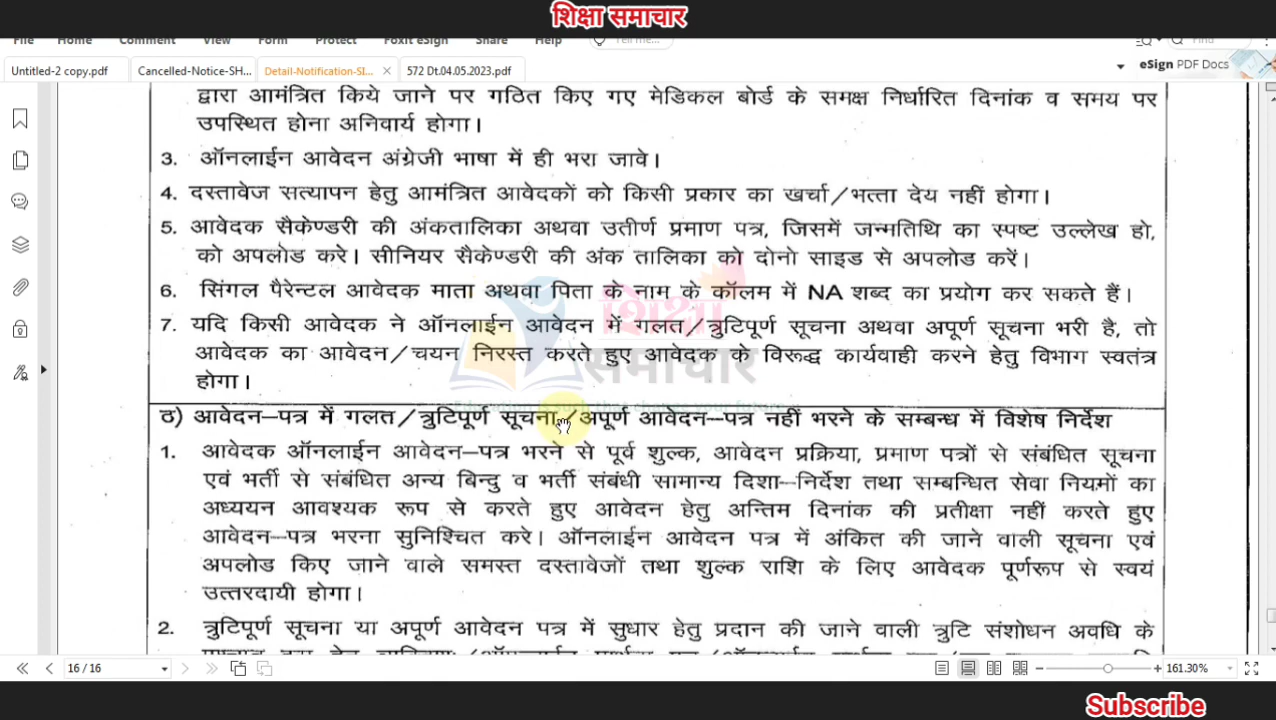 शिक्षा समाचार
File Home Comment View Form Protect Foxit eSign Share Help Tell me... Find
Untitled-2 copy.pdf Cancelled-Notice-SH... Detail-Notification-SI... 572 Dt.04.05.2023.pdf eSign PDF Docs
द्वारा आमंत्रित किये जाने पर गठित किए गए मेडिकल बोर्ड के समक्ष निर्धारित दिनांक व समय पर
उपस्थित होना अनिवार्य होगा।
3. ऑनलाईन आवेदन अंग्रेजी भाषा में ही भरा जावे।
4. दस्तावेज सत्यापन हेतु आमंत्रित आवेदकों को किसी प्रकार का खर्चा/भत्ता देय नहीं होगा।
5. आवेदक सैकेण्डरी की अंकतालिका अथवा उतीर्ण प्रमाण पत्र, जिसमें जन्मतिथि का स्पष्ट उल्लेख हो,
को अपलोड करे। सीनियर सैकेण्डरी की अंक तालिका को दोनो साइड से अपलोड करें।
6. सिंगल पैरेन्टल आवेदक माता अथवा पिता के नाम के कॉलम में NA शब्द का प्रयोग कर सकते हैं।
शिक्षा
7. यदि किसी आवेदक ने ऑनलाईन आवेदन में गलत/त्रुटिपूर्ण सूचना अथवा अपूर्ण सूचना भरी है, तो
आवेदक का आवेदन/चयन निरस्त करते हुए आवेदक के विरूद्ध कार्यवाही करने हेतु विभाग स्वतंत्र
समाचार
होगा।
ठ) आवेदन–पत्र में गलत/त्रुटिपूर्ण सूचना/अपूर्ण आवेदन–पत्र नहीं भरने के सम्बन्ध में विशेष निर्देश
1. आवेदक ऑनलाईन आवेदन–पत्र भरने से पूर्व शुल्क, आवेदन प्रक्रिया, प्रमाण पत्रों से संबंधित सूचना
एवं भर्ती से संबंधित अन्य बिन्दु व भर्ती संबंधी सामान्य दिशा–निर्देश तथा सम्बन्धित सेवा नियमों का
अध्ययन आवश्यक रूप से करते हुए आवेदन हेतु अन्तिम दिनांक की प्रतीक्षा नहीं करते हुए
आवेदन–पत्र भरना सुनिश्चित करे। ऑनलाईन आवेदन पत्र में अंकित की जाने वाली सूचना एवं
अपलोड किए जाने वाले समस्त दस्तावेजों तथा शुल्क राशि के लिए आवेदक पूर्णरूप से स्वयं
उत्तरदायी होगा।
2. त्रुटिपूर्ण सूचना या अपूर्ण आवेदन पत्र में सुधार हेतु प्रदान की जाने वाली त्रुटि संशोधन अवधि के
16 / 16 161.30%
Subscribe